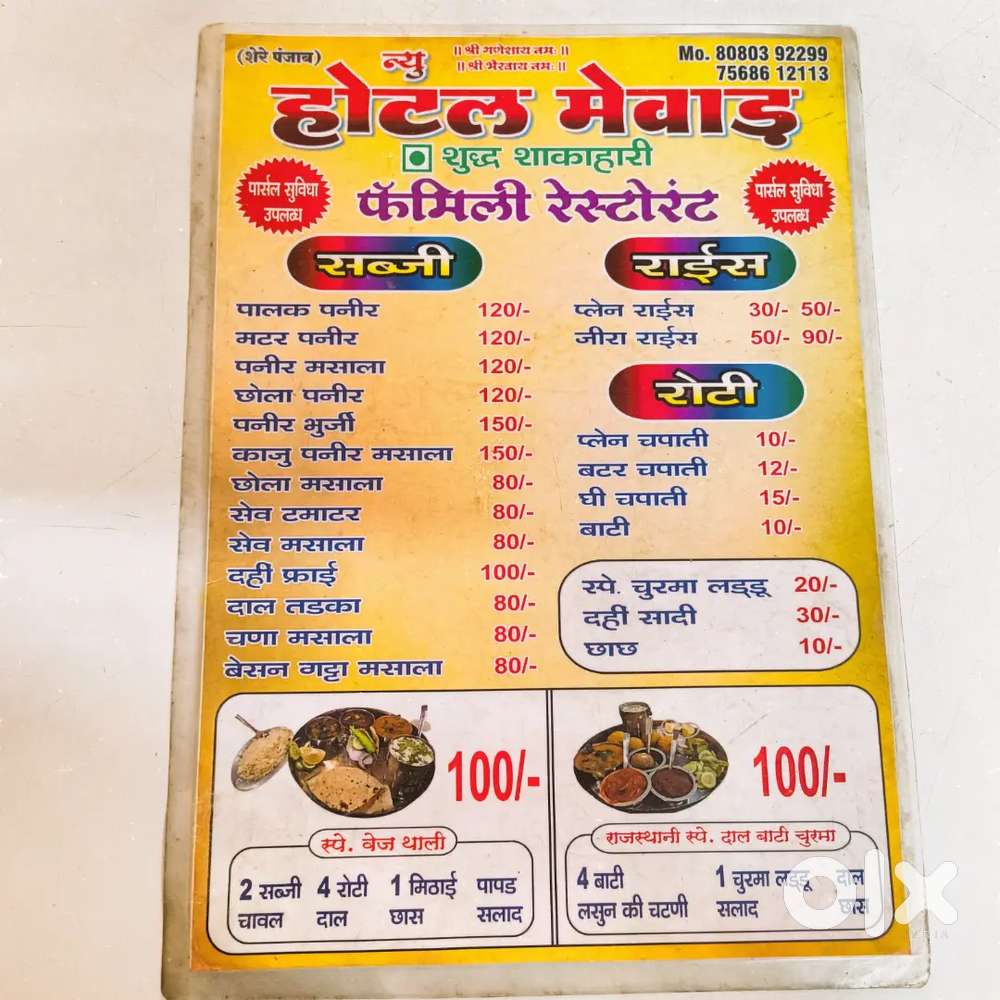 (शेरे पंजाब)
।। श्री गणेशाय नमः ।।
।। श्री भैरवाय नमः ।।
Mo. 80803 92299
75686 12113
न्यु
होटल मेवाड़
शुद्ध शाकाहारी
पार्सल सुविधा
उपलब्ध
फॅमिली रेस्टोरंट
पार्सल सुविधा
उपलब्ध
सब्जी
पालक पनीर 120/-
मटर पनीर 120/-
पनीर मसाला 120/-
छोला पनीर 120/-
पनीर भुर्जी 150/-
काजु पनीर मसाला 150/-
छोला मसाला 80/-
सेव टमाटर 80/-
सेव मसाला 80/-
दही फ्राई 100/-
दाल तडका 80/-
चणा मसाला 80/-
बेसन गट्टा मसाला 80/-
राईस
प्लेन राईस 30/- 50/-
जीरा राईस 50/- 90/-
रोटी
प्लेन चपाती 10/-
बटर चपाती 12/-
घी चपाती 15/-
बाटी 10/-
स्पे. चुरमा लड्डू 20/-
दही सादी 30/-
छाछ 10/-
100/-
स्पे. वेज थाली
2 सब्जी 4 रोटी 1 मिठाई पापड
चावल दाल छास सलाद
100/-
राजस्थानी स्पे. दाल बाटी चुरमा
4 बाटी 1 चुरमा लड्डू दाल
लसुन की चटणी सलाद छास
olx
INDIA